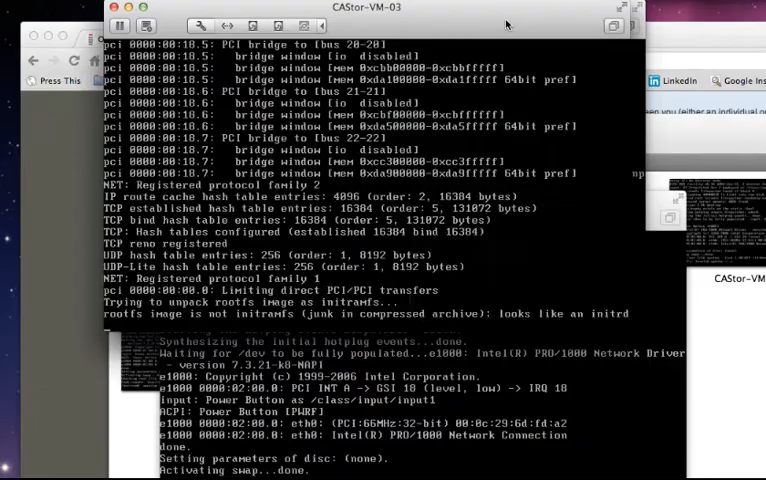 CAStor-VM-03
pci 0000:00:18.5: PCI bridge to [bus 20-20]
pci 0000:00:18.5:   bridge window [io  disabled]
pci 0000:00:18.5:   bridge window [mem 0xcbb00000-0xcbbfffff]
pci 0000:00:18.5:   bridge window [mem 0xda100000-0xda1fffff 64bit pref]
pci 0000:00:18.6: PCI bridge to [bus 21-21]
pci 0000:00:18.6:   bridge window [io  disabled]
pci 0000:00:18.6:   bridge window [mem 0xcbf00000-0xcbffffff]
pci 0000:00:18.6:   bridge window [mem 0xda500000-0xda5fffff 64bit pref]
pci 0000:00:18.7: PCI bridge to [bus 22-22]
pci 0000:00:18.7:   bridge window [io  disabled]
pci 0000:00:18.7:   bridge window [mem 0xcc300000-0xcc3fffff]
pci 0000:00:18.7:   bridge window [mem 0xda900000-0xda9fffff 64bit pref]
NET: Registered protocol family 2
IP route cache hash table entries: 4096 (order: 2, 16384 bytes)
TCP established hash table entries: 16384 (order: 5, 131072 bytes)
TCP bind hash table entries: 16384 (order: 5, 131072 bytes)
TCP: Hash tables configured (established 16384 bind 16384)
TCP reno registered
UDP hash table entries: 256 (order: 1, 8192 bytes)
UDP-Lite hash table entries: 256 (order: 1, 8192 bytes)
NET: Registered protocol family 1
pci 0000:00:00.0: Limiting direct PCI/PCI transfers
Trying to unpack rootfs image as initramfs...
rootfs image is not initramfs (junk in compressed archive); looks like an initrd
Synthesizing the initial hotplug events...done.
Waiting for /dev to be fully populated...e1000: Intel(R) PRO/1000 Network Driver
 - version 7.3.21-k8-NAPI
e1000: Copyright (c) 1999-2006 Intel Corporation.
e1000 0000:02:00.0: PCI INT A -> GSI 18 (level, low) -> IRQ 18
input: Power Button as /class/input/input1
ACPI: Power Button [PWRF]
e1000 0000:02:00.0: eth0: (PCI:66MHz:32-bit) 00:0c:29:6d:fd:a2
e1000 0000:02:00.0: eth0: Intel(R) PRO/1000 Network Connection
done.
Setting parameters of disc: (none).
Activating swap...done.
Press This
LinkedIn
Google Ins
een you (either an individual
mp
CAStor-VM-03